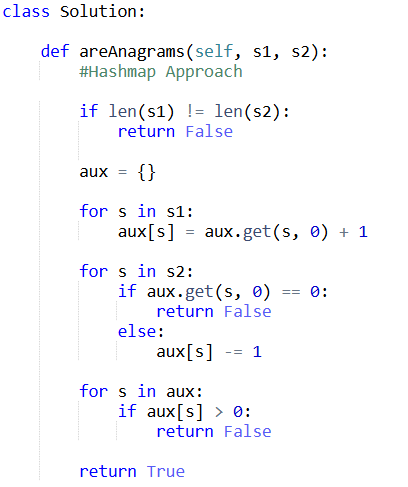 class Solution:
def areAnagrams(self, s1, s2):
#Hashmap Approach
if len(s1) != len(s2):
return False
aux = {}
for s in s1:
aux[s] = aux.get(s, 0) + 1
for s in s2:
if aux.get(s, 0) == 0:
return False
else:
aux[s] -= 1
for s in aux:
if aux[s] > 0:
return False
return True